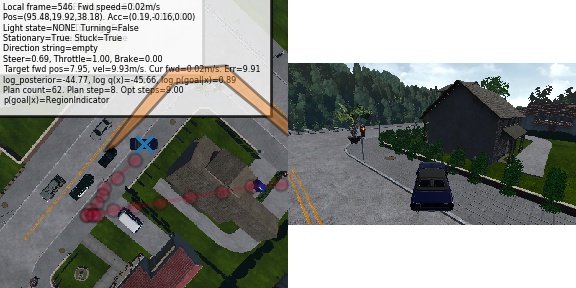 Local frame=546: Fwd speed=0.02m/s
Pos=(95.48,19.92,38.18). Acc=(0.19,-0.16,0.00)
Light state=NONE: Turning=False
Stationary=True: Stuck=True
Direction string=empty
Steer=0.69, Throttle=1.00, Brake=0.00
Target fwd pos=7.95, vel=9.93m/s. Cur fwd=0.02m/s. Err=9.91
log_posterior=-44.77, log q(x)=-45.66, log p(goal|x)=0.89
Plan count=62. Plan step=8. Opt steps=0.00
p(goal|x)=RegionIndicator